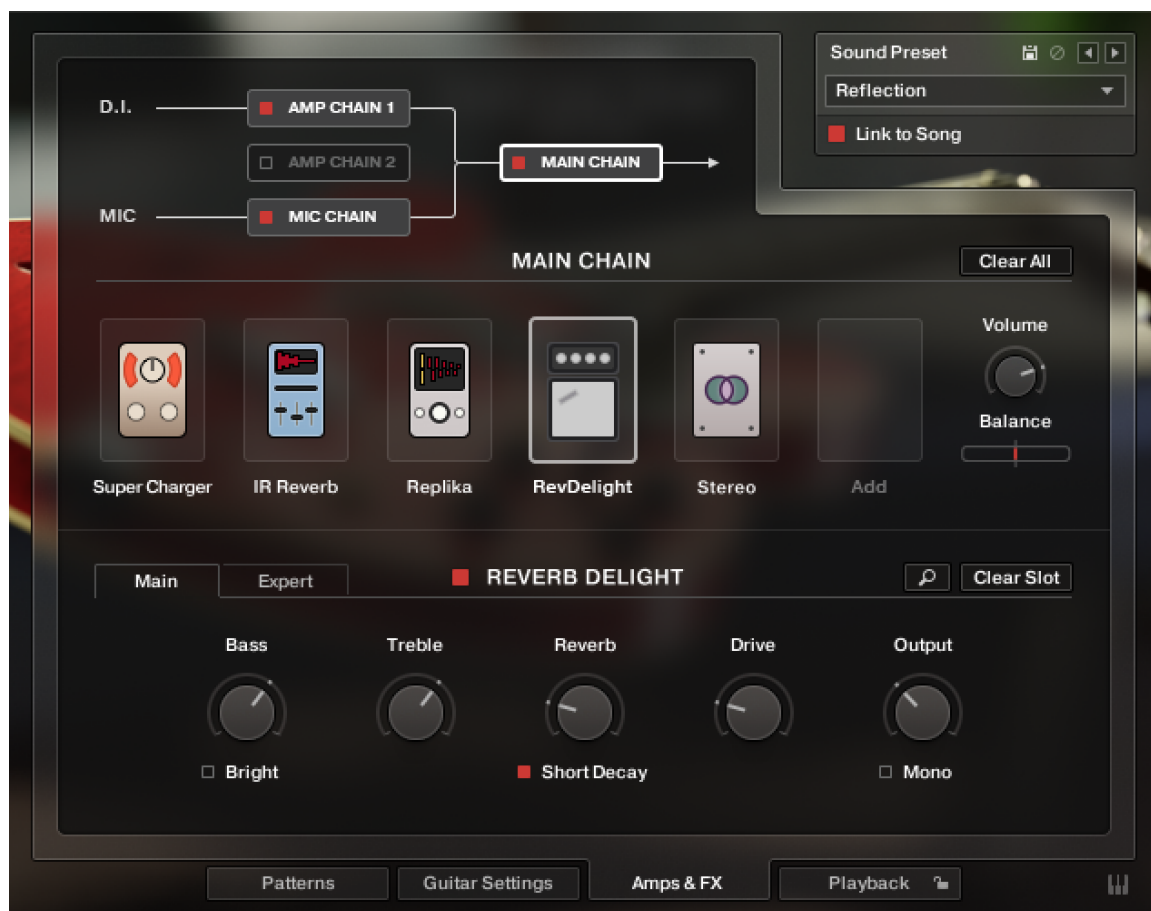 Sound Preset
Reflection
Link to Song
D.I.
AMP CHAIN 1
AMP CHAIN 2
MAIN CHAIN
MIC
MIC CHAIN
MAIN CHAIN
Clear All
Volume
Balance
Super Charger
IR Reverb
Replika
RevDelight
Stereo
Add
Main
Expert
REVERB DELIGHT
Clear Slot
Bass
Treble
Reverb
Drive
Output
Bright
Short Decay
Mono
Patterns
Guitar Settings
Amps & FX
Playback